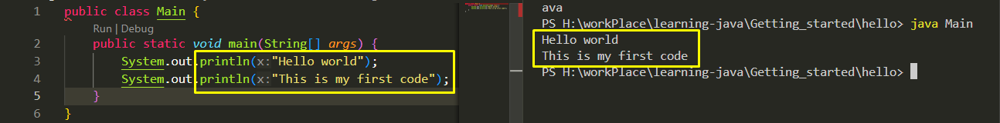 1 public class Main {
Run | Debug
2 public static void main(String[] args) {
3 System.out.println(x:"Hello world");
4 System.out.println(x:"This is my first code");
5 }
6 }
ava
PS H:\workPlace\learning-java\Getting_started\hello> java Main
Hello world
This is my first code
PS H:\workPlace\learning-java\Getting_started\hello>